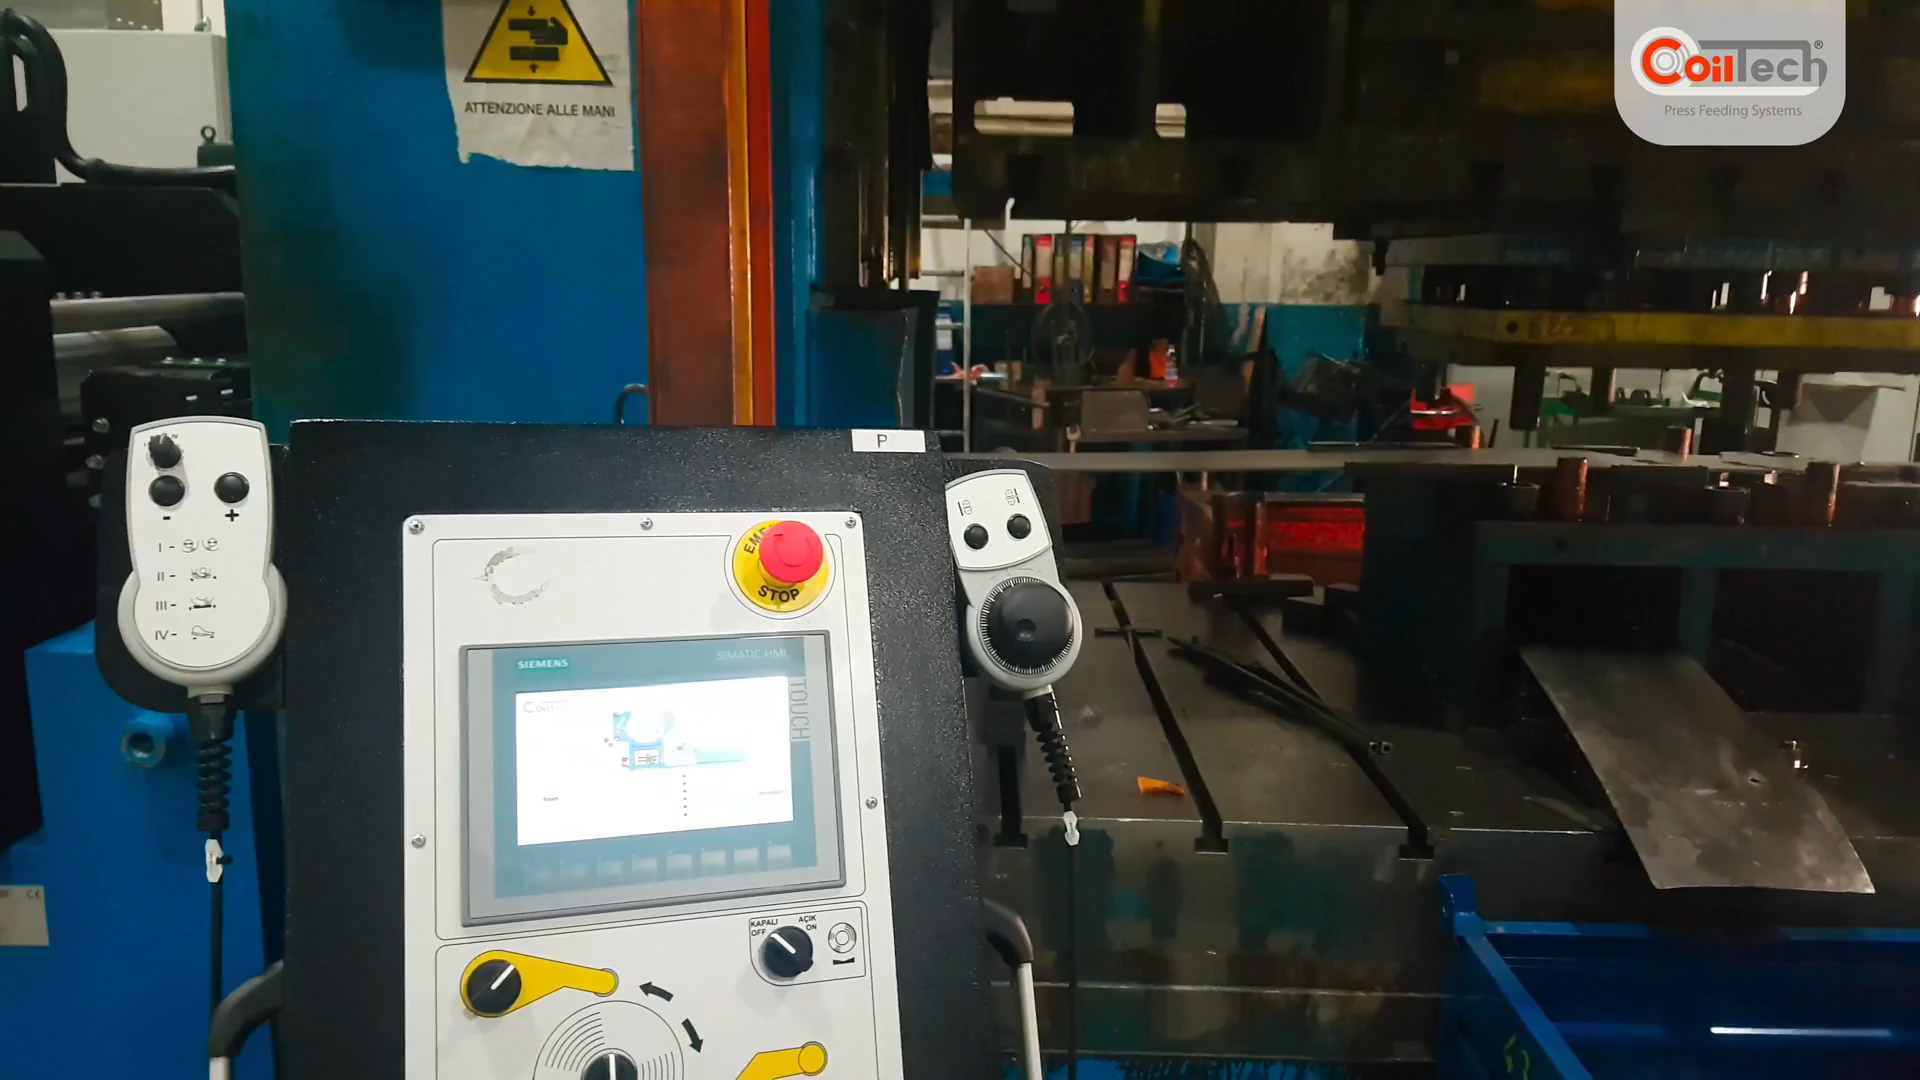 ATTENZIONE ALLE MANI
CoilTech®
Press Feeding Systems
P
- +
I -
II -
III -
IV -
STOP
SIEMENS
SIMATIC HMI
TOUCH
KAPALI
OFF
AÇIK
ON
CE